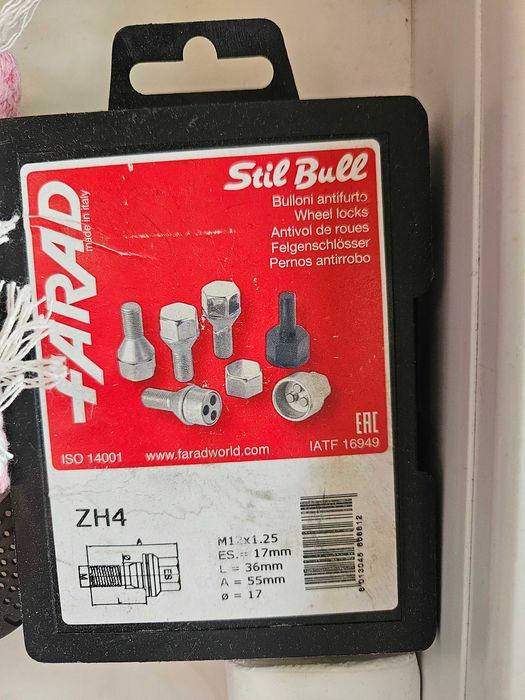 Stil Bull
Bulloni antifurto
Wheel locks
Antivol de roues
Felgenschlösser
Pernos antirrobo
FARAD
made in italy
EAC
ISO 14001
www.faradworld.com
IATF 16949
ZH4
M12x1.25
ES.= 17mm
L = 36mm
A = 55mm
ø = 17
M
ø
ES
L
A